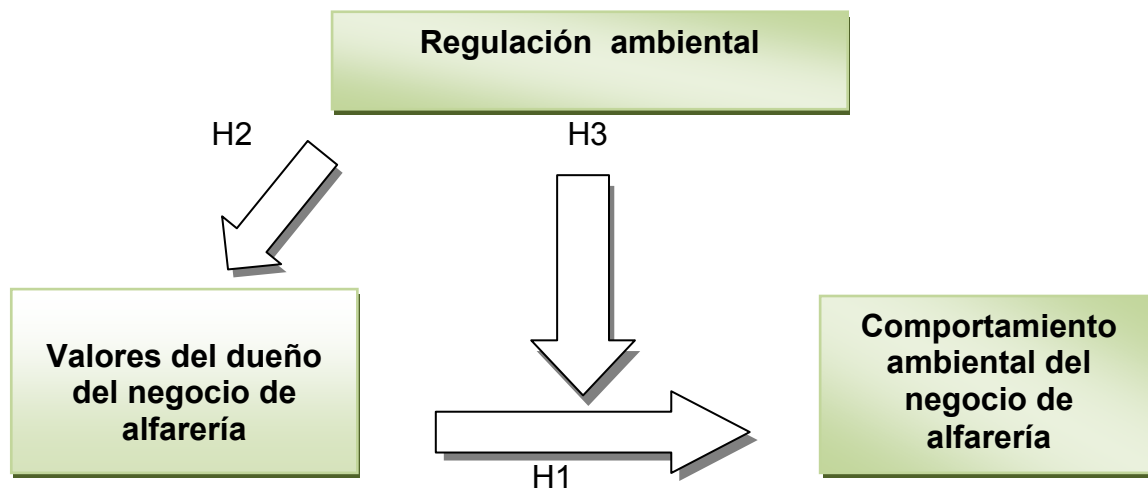 Regulación ambiental
H2
H3
Valores del dueño
del negocio de
alfarería
Comportamiento
ambiental del
negocio de
alfarería
H1